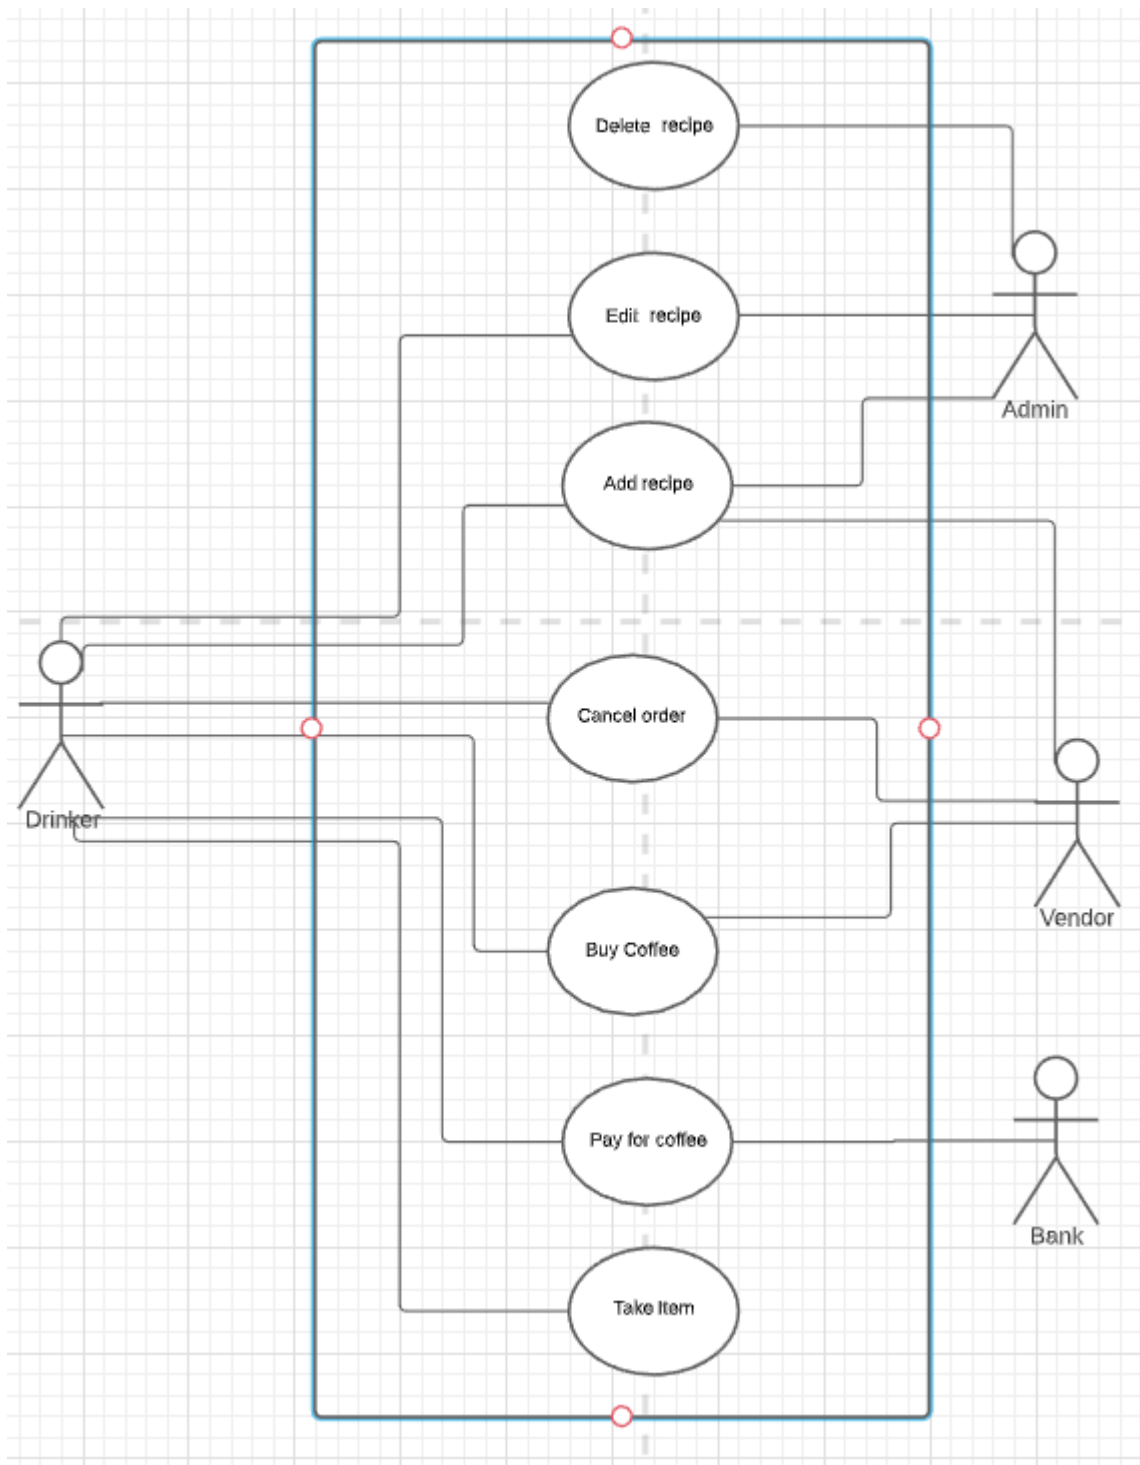 Delete recipe
Edit recipe
Admin
Add recipe
Cancel order
Drinker
Vendor
Buy Coffee
Pay for coffee
Bank
Take Item